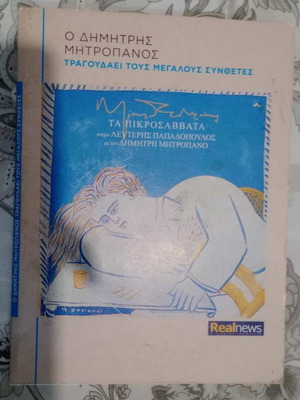 Ο ΔΗΜΗΤΡΗΣ
ΜΗΤΡΟΠΑΝΟΣ
ΤΡΑΓΟΥΔΑΕΙ ΤΟΥΣ ΜΕΓΑΛΟΥΣ ΣΥΝΘΕΤΕΣ
ΤΑ ΠΙΚΡΟΣΑΒΒΑΤΑ
στίχοι ΛΕΥΤΕΡΗΣ ΠΑΠΑΔΟΠΟΥΛΟΣ
με τον ΔΗΜΗΤΡΗ ΜΗΤΡΟΠΑΝΟ
Realnews
Ο ΔΗΜΗΤΡΗΣ ΜΗΤΡΟΠΑΝΟΣ ΤΡΑΓΟΥΔΑΕΙ ΤΟΥΣ ΜΕΓΑΛΟΥΣ ΣΥΝΘΕΤΕΣ